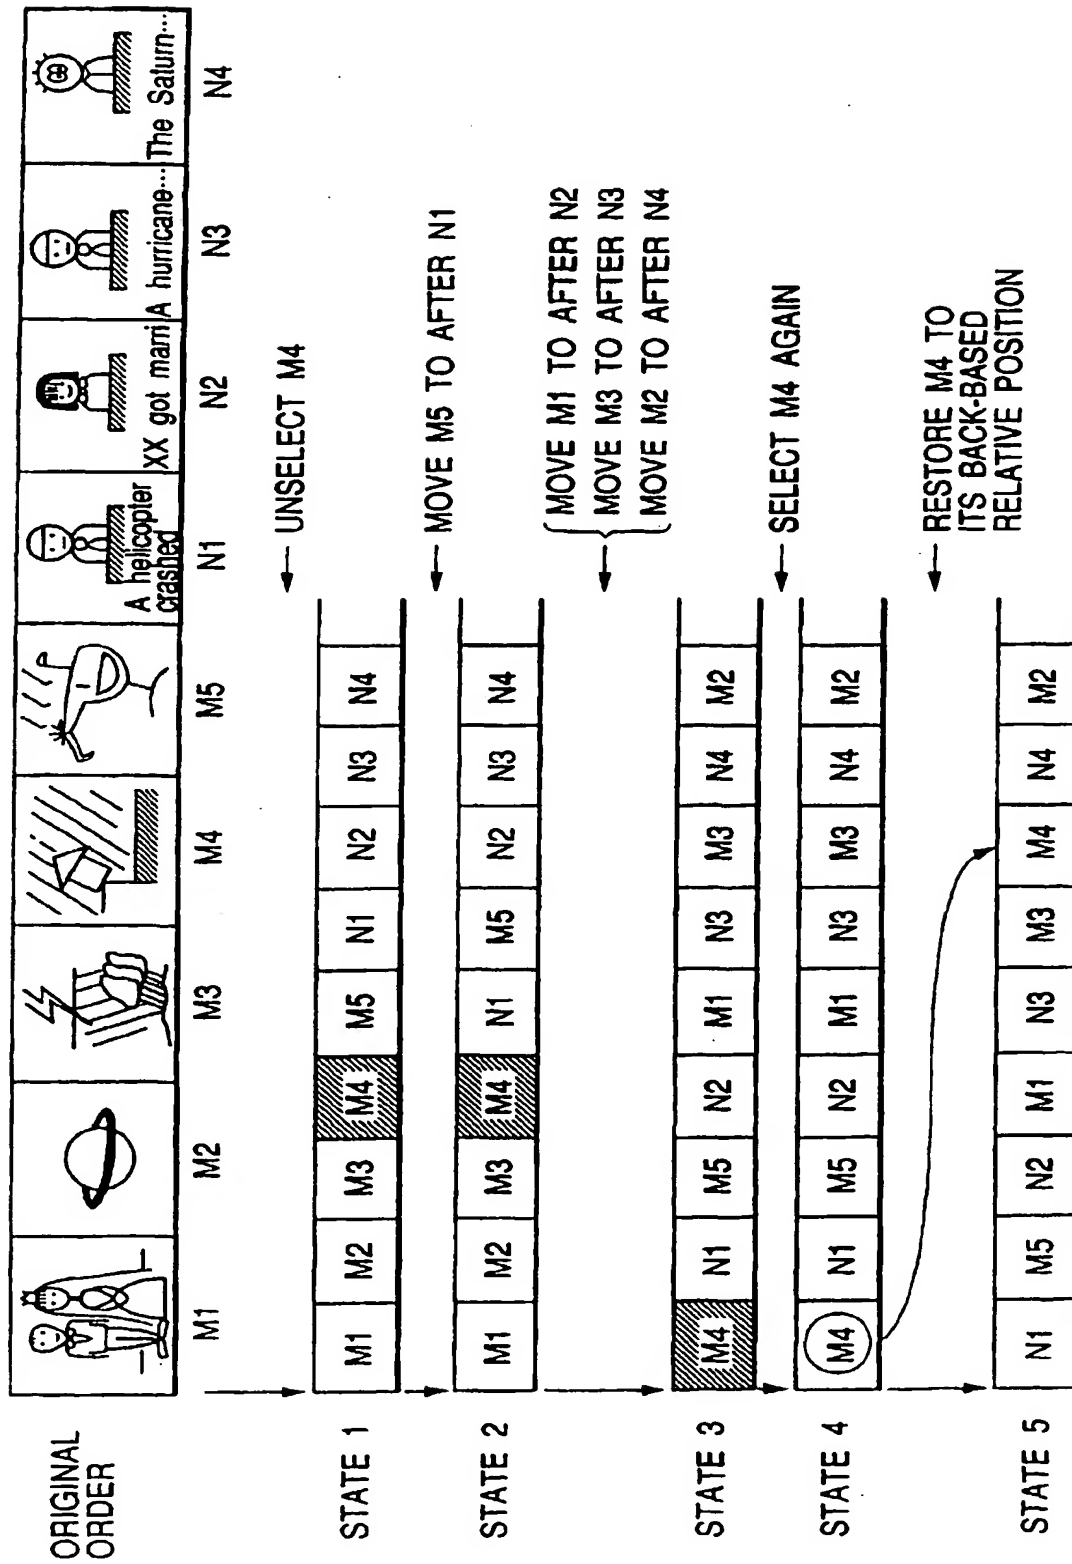 ORIGINAL
ORDER
A helicopter
crashed
XX got marri
A hurricane····
The Saturn····
M1 M2 M3 M4 M5 N1 N2 N3 N4
UNSELECT M4
STATE 1 M1 M2 M3 M4 M5 N1 N2 N3 N4
MOVE M5 TO AFTER N1
STATE 2 M1 M2 M3 M4 N1 M5 N2 N3 N4
MOVE M1 TO AFTER N2
MOVE M3 TO AFTER N3
MOVE M2 TO AFTER N4
STATE 3 M4 N1 M5 N2 M1 N3 M3 N4 M2
SELECT M4 AGAIN
STATE 4 M4 N1 M5 N2 M1 N3 M3 N4 M2
RESTORE M4 TO
ITS BACK-BASED
RELATIVE POSITION
STATE 5 N1 M5 N2 M1 N3 M3 M4 N4 M2